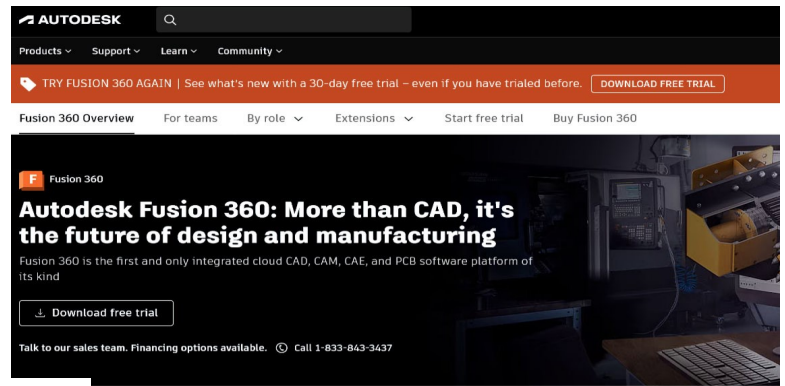 AUTODESK
Products Support Learn Community
TRY FUSION 360 AGAIN | See what's new with a 30-day free trial – even if you have trialed before. DOWNLOAD FREE TRIAL
Fusion 360 Overview For teams By role Extensions Start free trial Buy Fusion 360
F Fusion 360
Autodesk Fusion 360: More than CAD, it's
the future of design and manufacturing
Fusion 360 is the first and only integrated cloud CAD, CAM, CAE, and PCB software platform of
its kind
Download free trial
Talk to our sales team. Financing options available. Call 1-833-843-3437